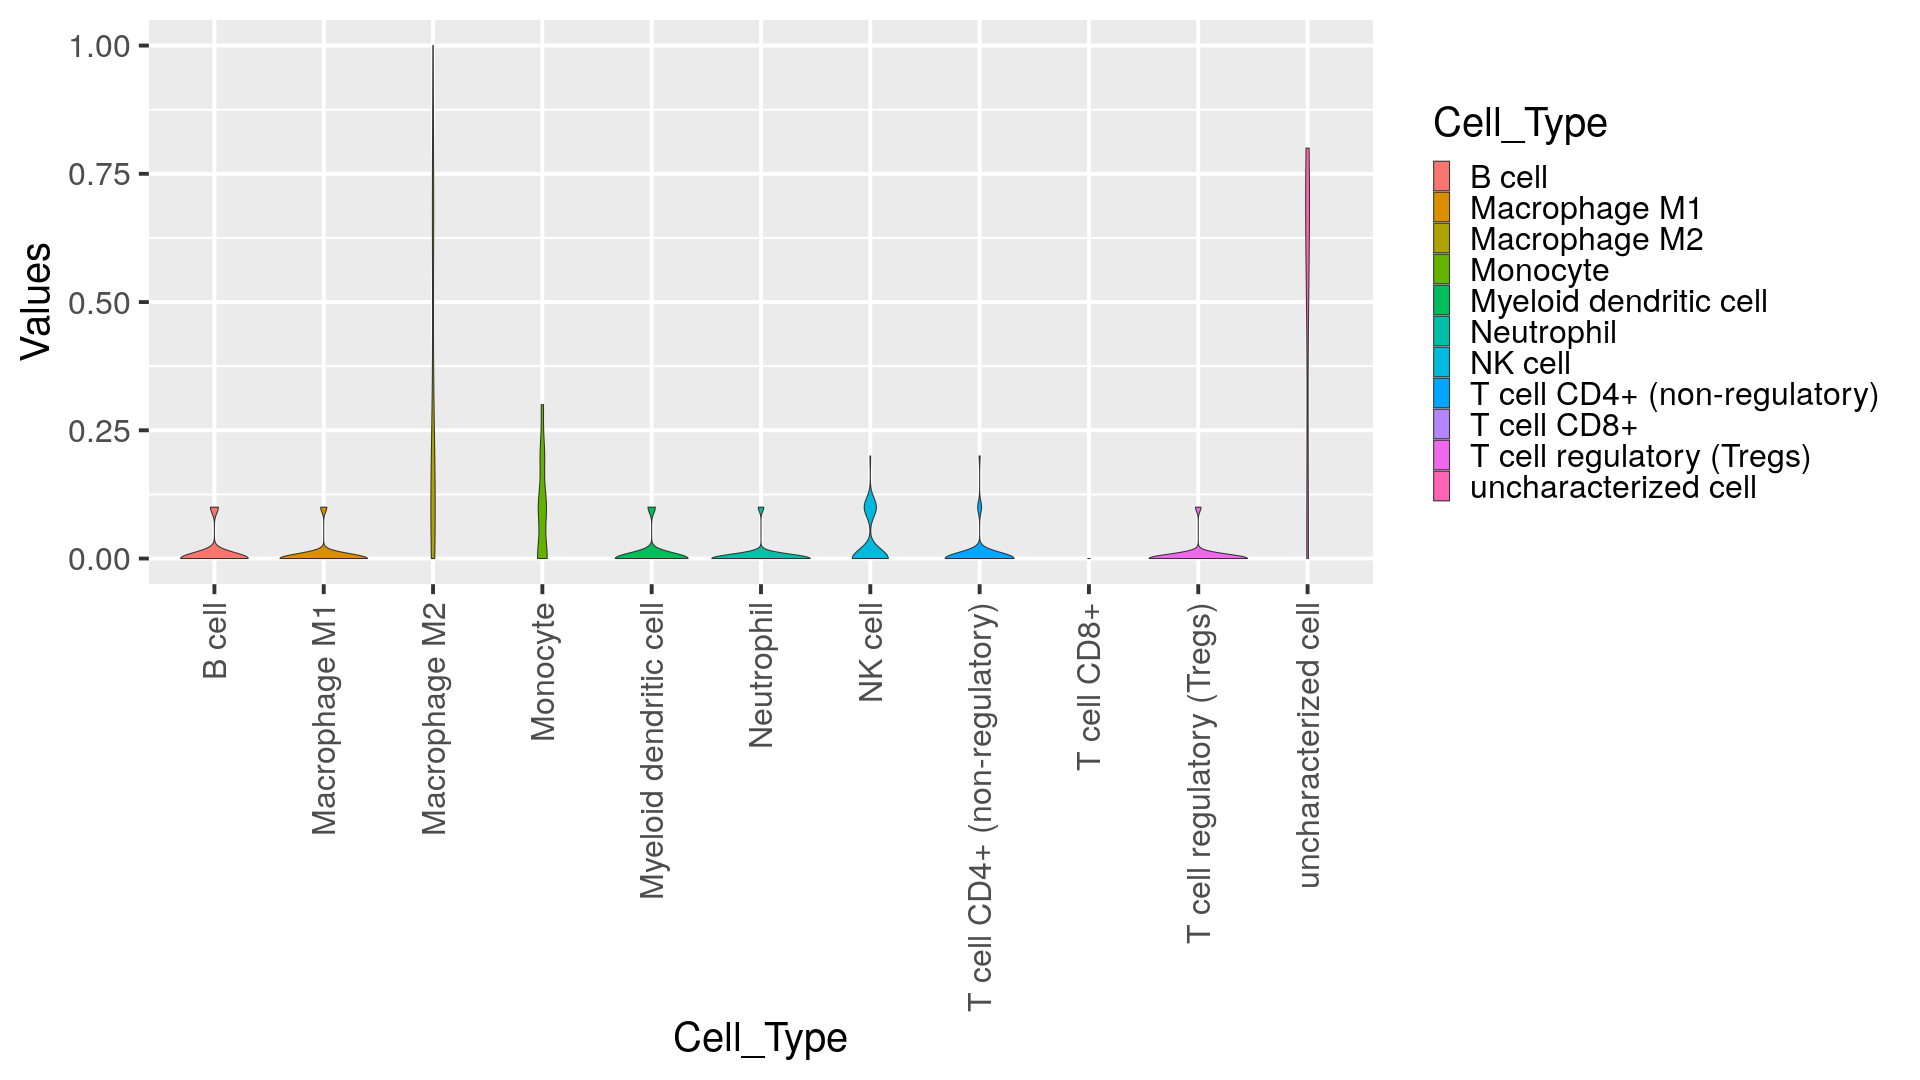 Values
1.00
0.75
0.50
0.25
0.00
B cell
Macrophage M1
Macrophage M2
Monocyte
Myeloid dendritic cell
Neutrophil
NK cell
T cell CD4+ (non-regulatory)
T cell CD8+
T cell regulatory (Tregs)
uncharacterized cell
Cell_Type
Cell_Type
B cell
Macrophage M1
Macrophage M2
Monocyte
Myeloid dendritic cell
Neutrophil
NK cell
T cell CD4+ (non-regulatory)
T cell CD8+
T cell regulatory (Tregs)
uncharacterized cell